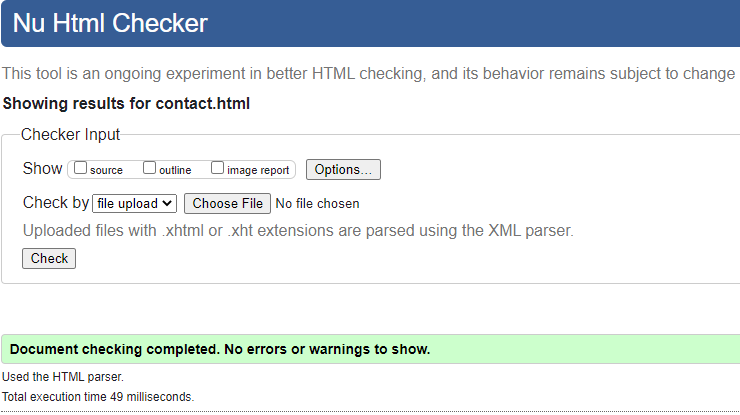 Nu Html Checker
This tool is an ongoing experiment in better HTML checking, and its behavior remains subject to change
Showing results for contact.html
Checker Input
Show source outline image report Options...
Check by file upload Choose File No file chosen
Uploaded files with .xhtml or .xht extensions are parsed using the XML parser.
Check
Document checking completed. No errors or warnings to show.
Used the HTML parser.
Total execution time 49 milliseconds.